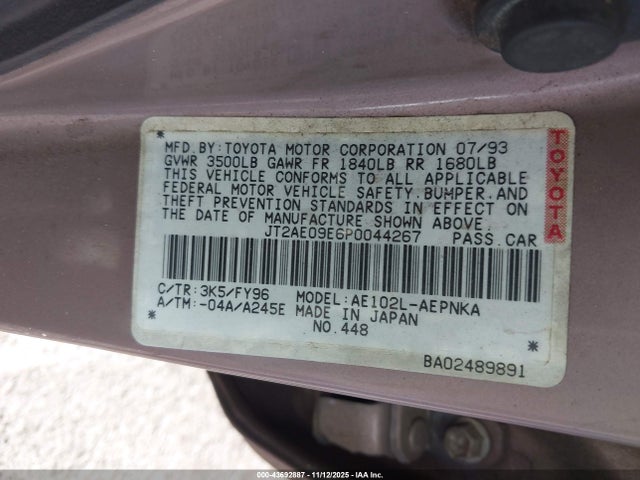 MFD.BY:TOYOTA MOTOR CORPORATION 07/93
GVWR 3500LB GAWR FR 1840LB RR 1680LB
THIS VEHICLE CONFORMS TO ALL APPLICABLE
FEDERAL MOTOR VEHICLE SAFETY.BUMPER.AND
THEFT PREVENTION STANDARDS IN EFFECT ON
THE DATE OF MANUFACTURE SHOWN ABOVE.
JT2AE09E6P0044267 PASS.CAR
C/TR:3K5/FY96 MODEL:AE102L-AEPNKA
A/TM:-04A/A245E MADE IN JAPAN
NO.448
BA02489891
TOYOTA
000-43692887 - 11/12/2025 - IAA Inc.